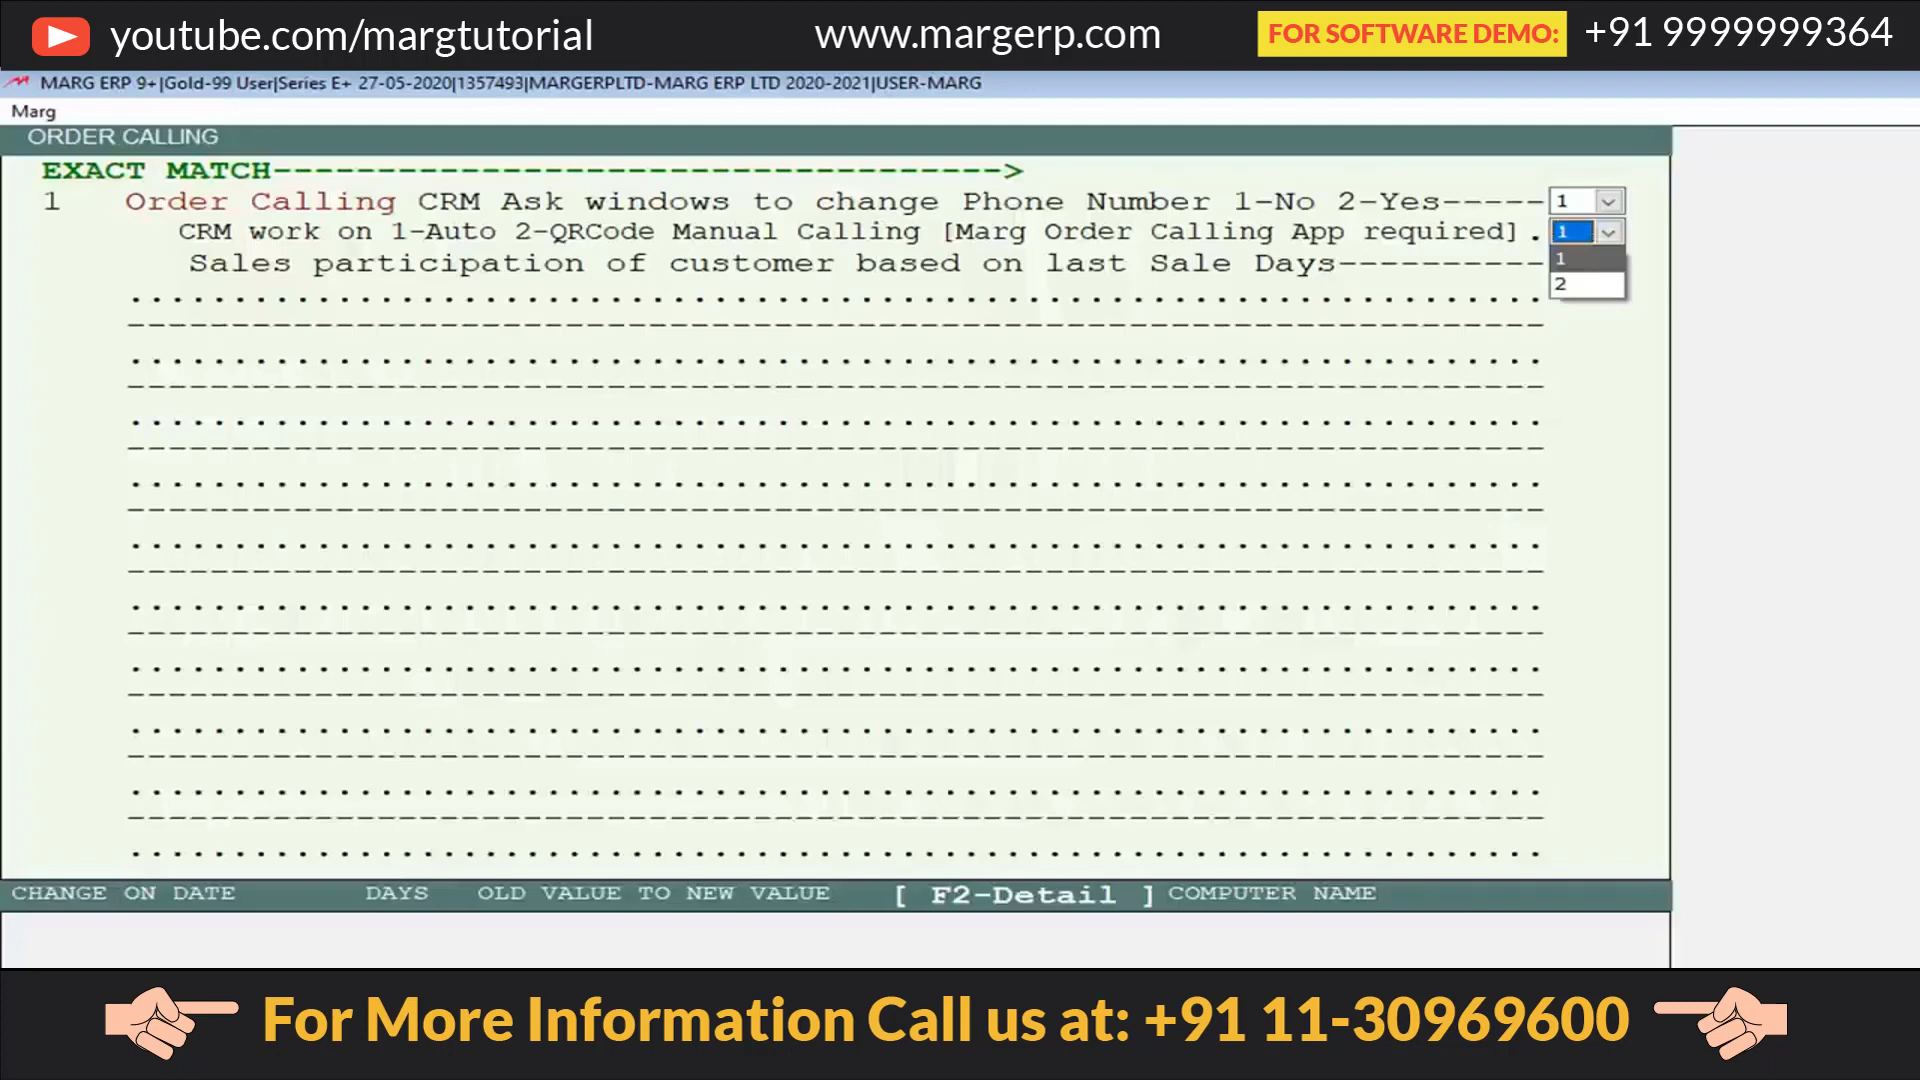 youtube.com/margtutorial
www.margerp.com
FOR SOFTWARE DEMO: +91 9999999364
MARG ERP 9+|Gold-99 User|Series E+ 27-05-2020|1357493|MARGERPLTD-MARG ERP LTD 2020-2021|USER-MARG
Marg
ORDER CALLING
EXACT MATCH----------------------------------->
1 Order Calling CRM Ask windows to change Phone Number 1-No 2-Yes----- 1
CRM work on 1-Auto 2-QRCode Manual Calling [Marg Order Calling App required]. 1
Sales participation of customer based on last Sale Days----------
1
2
CHANGE ON DATE DAYS OLD VALUE TO NEW VALUE [ F2-Detail ] COMPUTER NAME
For More Information Call us at: +91 11-30969600